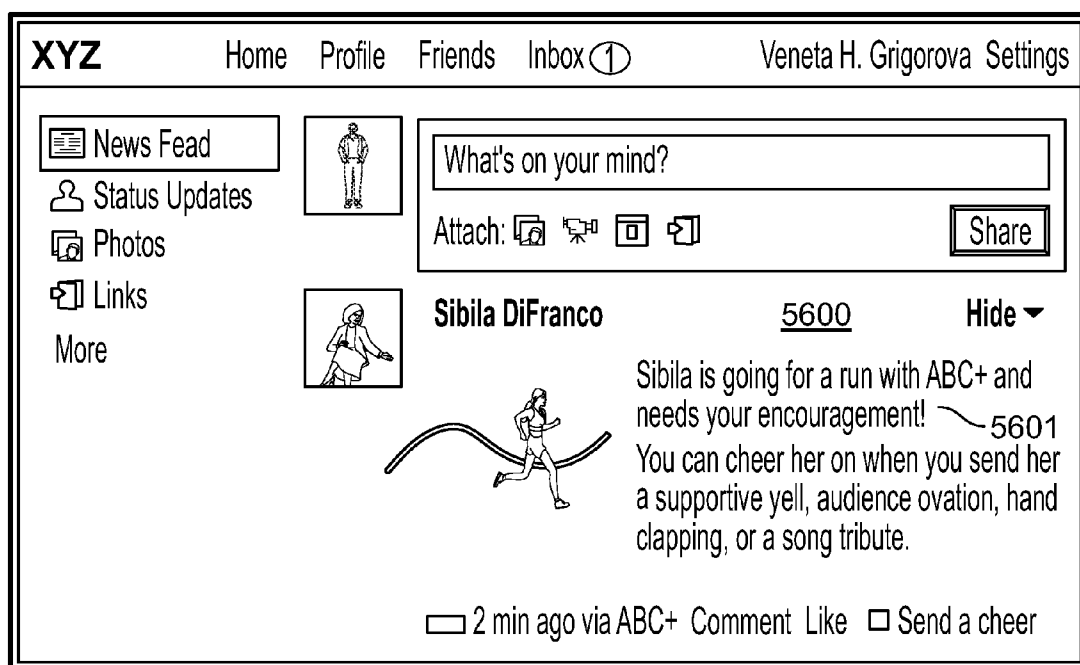 XYZ Home Profile Friends Inbox 1 Veneta H. Grigorova Settings
News Fead
Status Updates
Photos
Links
More
What's on your mind?
Attach: Share
Sibila DiFranco 5600 Hide
Sibila is going for a run with ABC+ and
needs your encouragement! 5601
You can cheer her on when you send her
a supportive yell, audience ovation, hand
clapping, or a song tribute.
2 min ago via ABC+ Comment Like Send a cheer